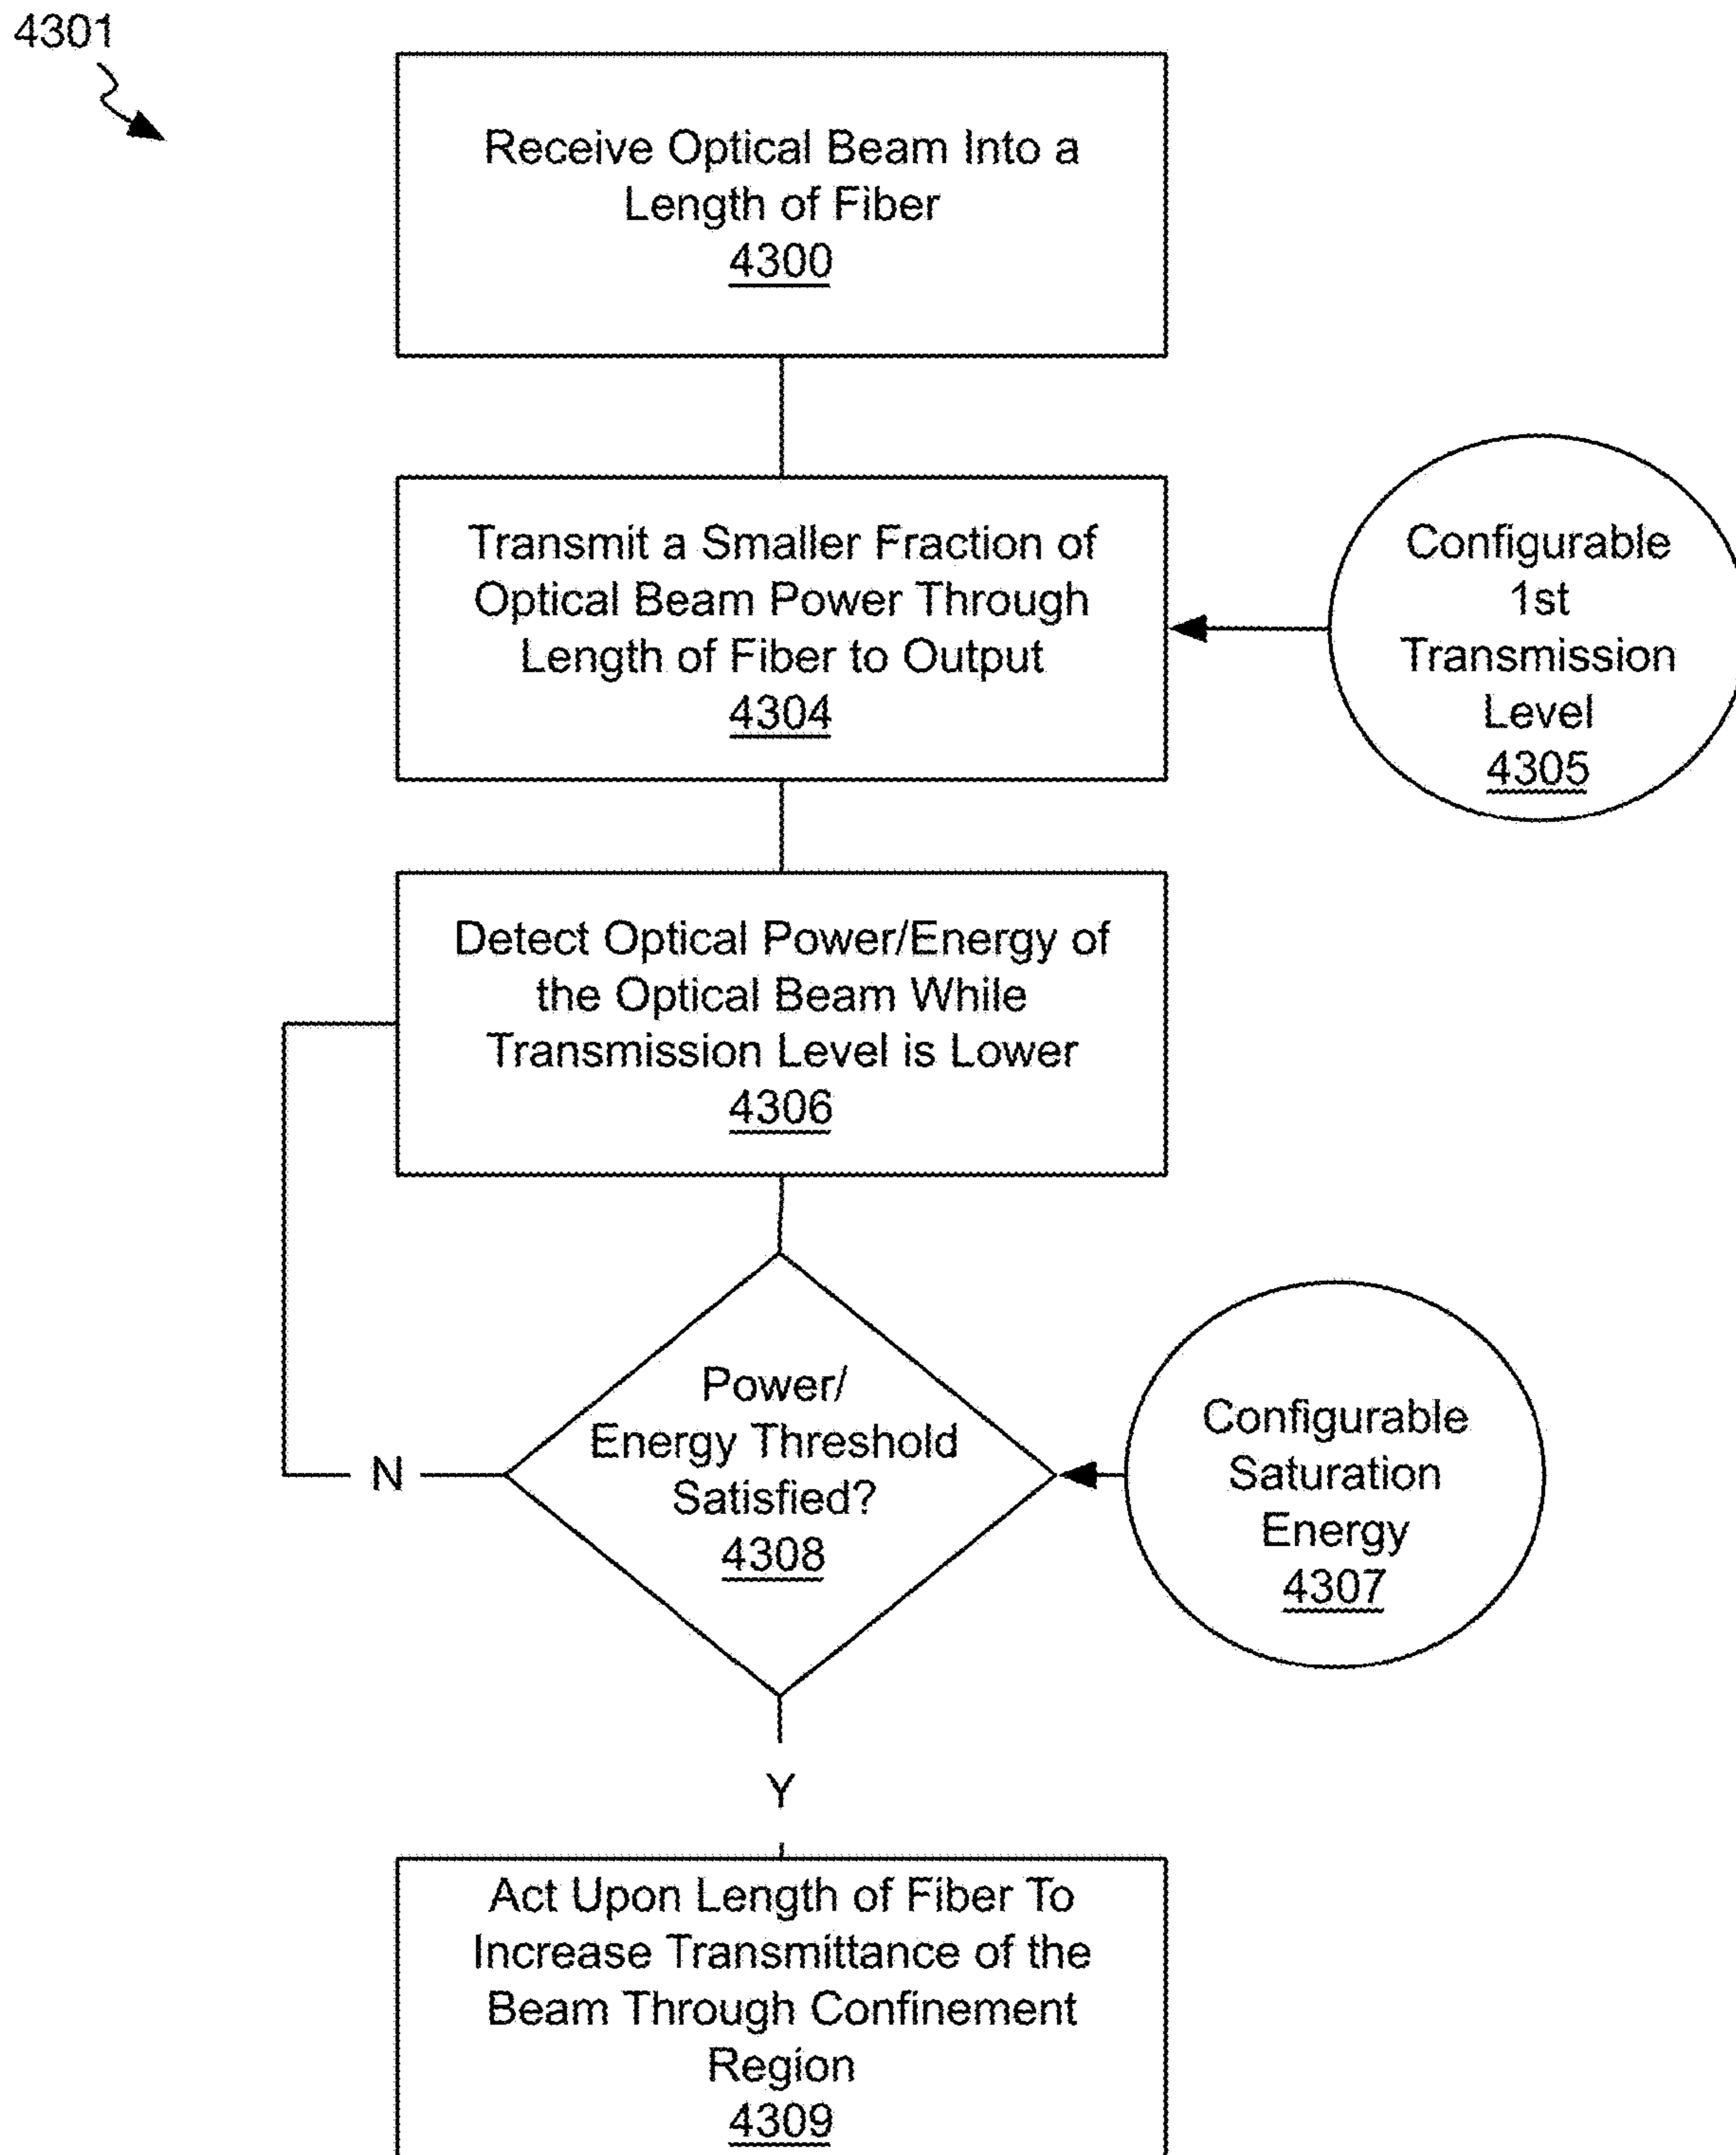 4301
Receive Optical Beam Into a
Length of Fiber
4300
Transmit a Smaller Fraction of
Optical Beam Power Through
Length of Fiber to Output
4304
Configurable
1st
Transmission
Level
4305
Detect Optical Power/Energy of
the Optical Beam While
Transmission Level is Lower
4306
Power/
Energy Threshold
Satisfied?
4308
N
Configurable
Saturation
Energy
4307
Y
Act Upon Length of Fiber To
Increase Transmittance of the
Beam Through Confinement
Region
4309